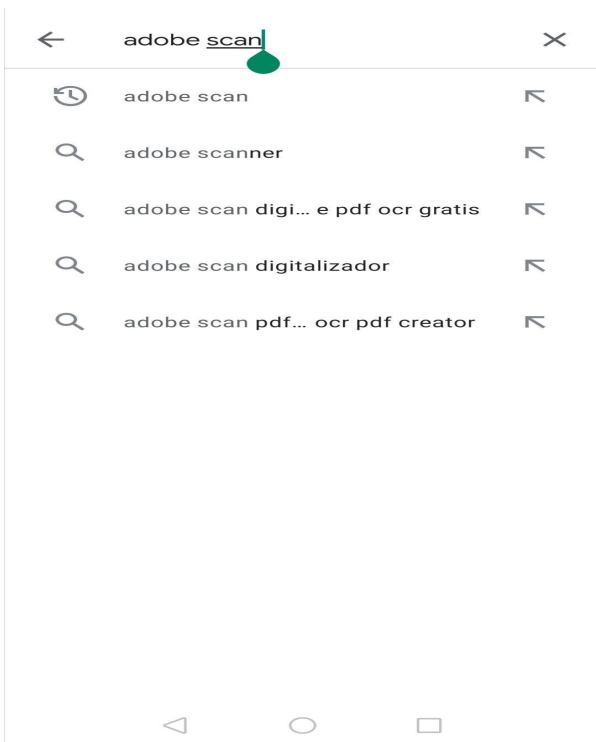 adobe scan
adobe scan
adobe scanner
adobe scan digi... e pdf ocr gratis
adobe scan digitalizador
adobe scan pdf... ocr pdf creator